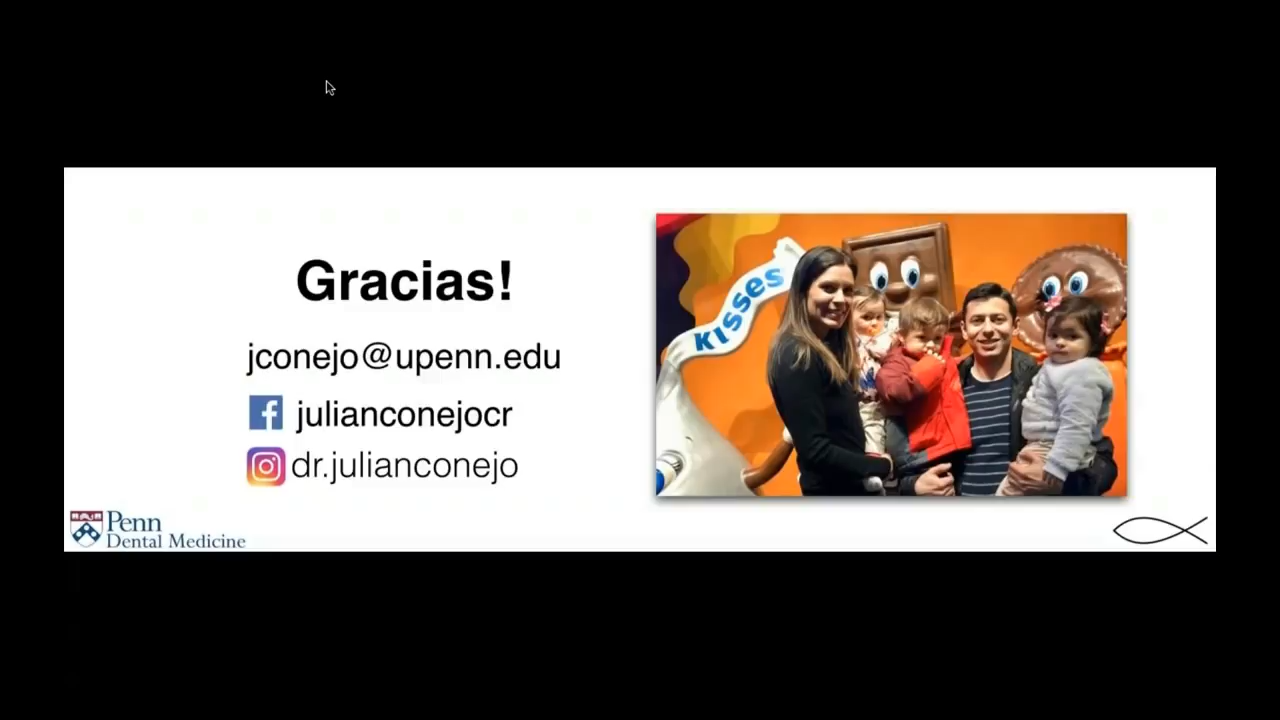 Gracias!
jconejo@upenn.edu
julianconejocr
dr.julianconejo
Penn
Dental Medicine
KISSES